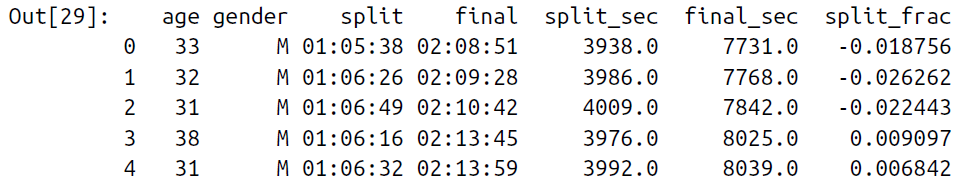 Out[29]: age gender split final split_sec final_sec split_frac
0 33 M 01:05:38 02:08:51 3938.0 7731.0 -0.018756
1 32 M 01:06:26 02:09:28 3986.0 7768.0 -0.026262
2 31 M 01:06:49 02:10:42 4009.0 7842.0 -0.022443
3 38 M 01:06:16 02:13:45 3976.0 8025.0 0.009097
4 31 M 01:06:32 02:13:59 3992.0 8039.0 0.006842